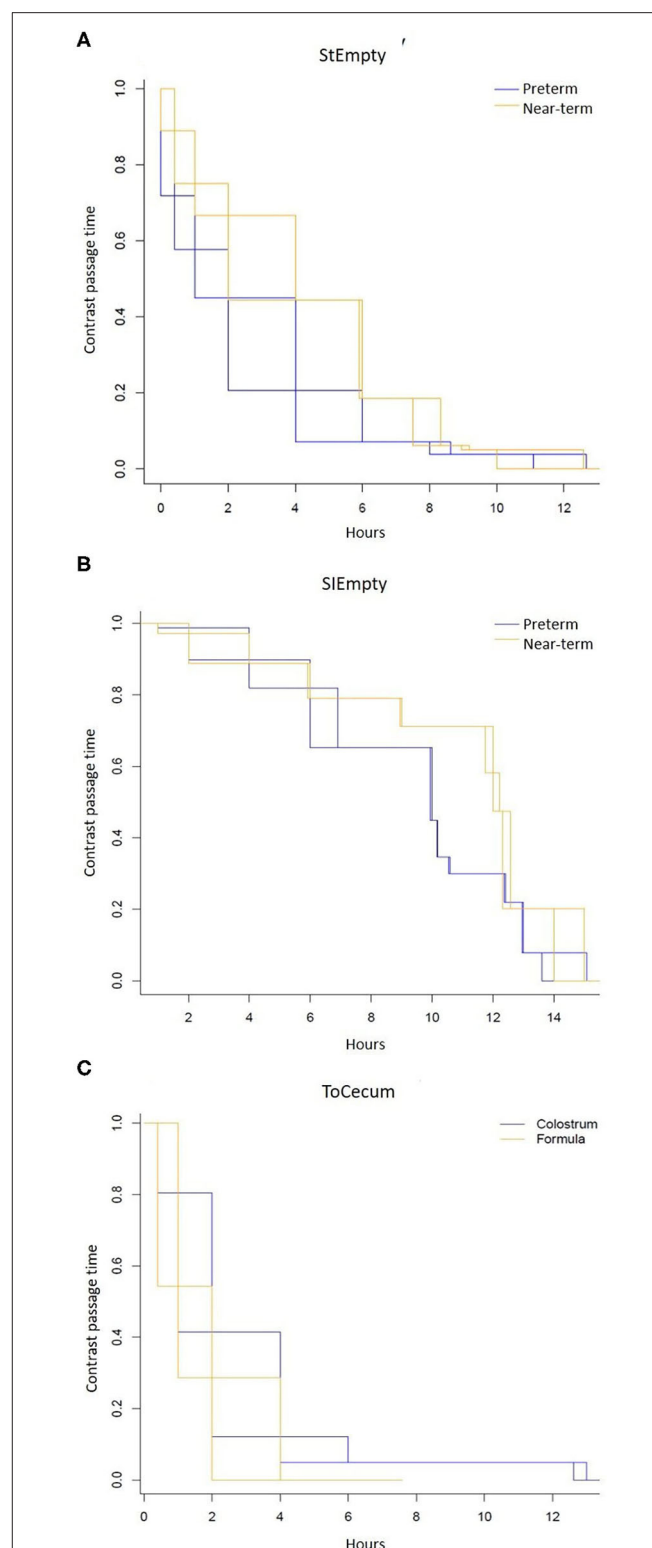 A
StEmpty
Preterm
Near-term
Contrast passage time
1.0
0.8
0.6
0.4
0.2
0.0
0 2 4 6 8 10 12
Hours
B
SIEmpty
Preterm
Near-term
Contrast passage time
1.0
0.8
0.6
0.4
0.2
0.0
2 4 6 8 10 12 14
Hours
C
ToCecum
Colostrum
Formula
Contrast passage time
0.8
0.6
0.4
0.2
0.0
0 2 4 6 8 10 12
Hours